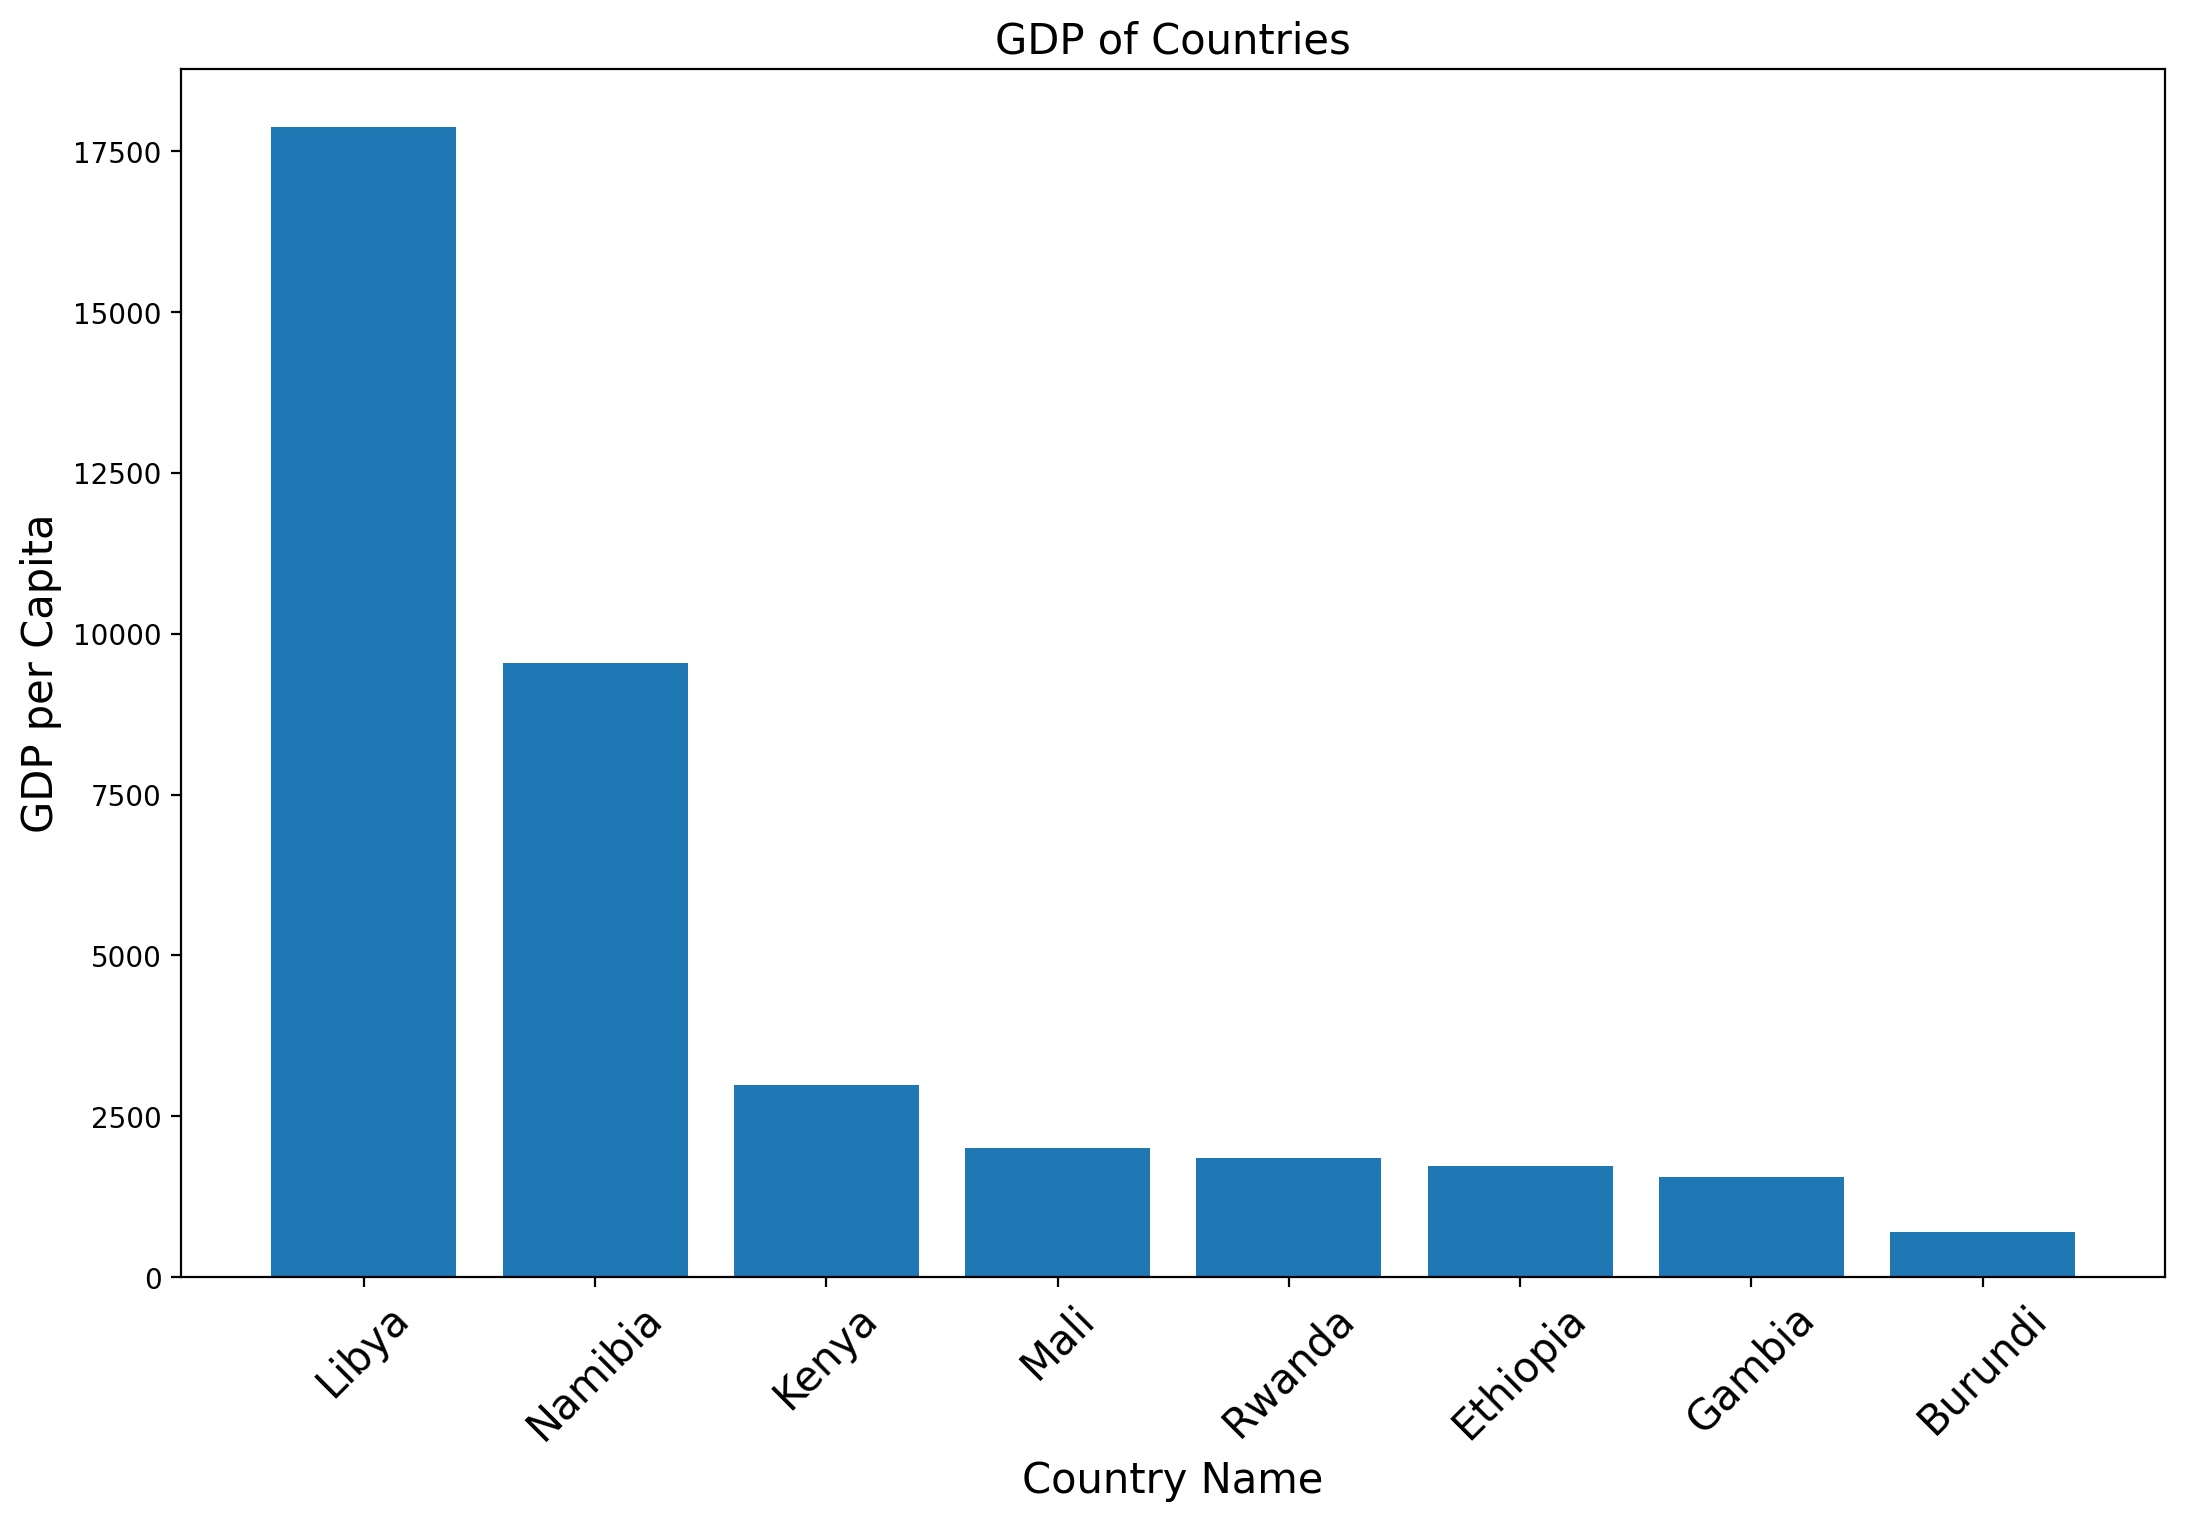 GDP of Countries
GDP per Capita
17500
15000
12500
10000
7500
5000
2500
0
Libya
Namibia
Kenya
Mali
Rwanda
Ethiopia
Gambia
Burundi
Country Name